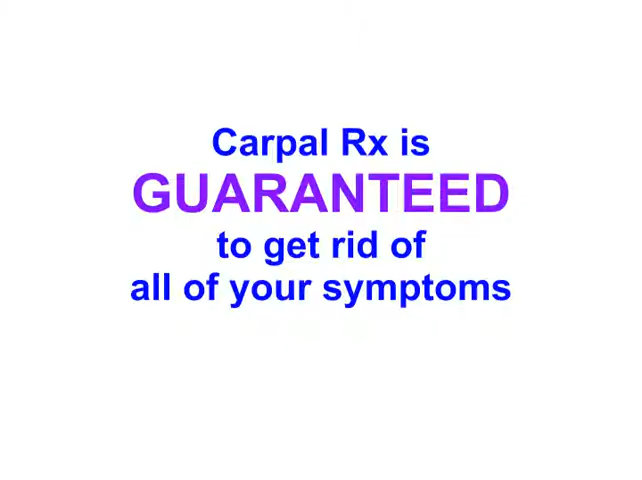 Carpal Rx is
GUARANTEED
to get rid of
all of your symptoms